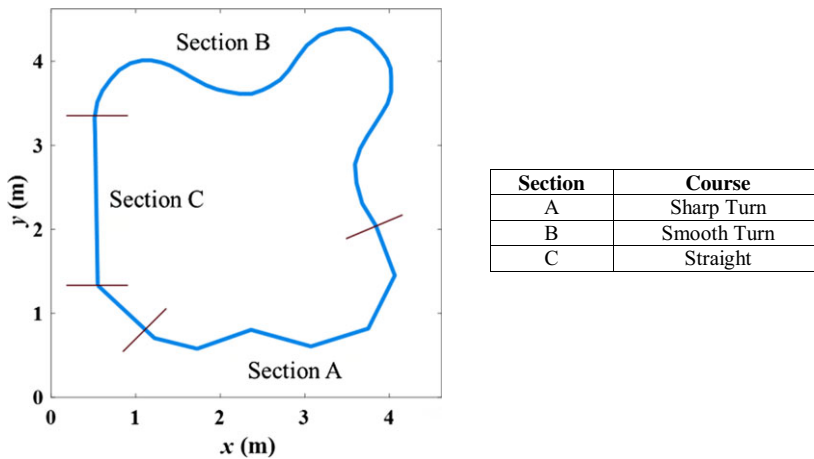 Section B
Section C
Section A
4
3
2
1
0
0 1 2 3 4
y (m)
x (m)
Section Course
A Sharp Turn
B Smooth Turn
C Straight